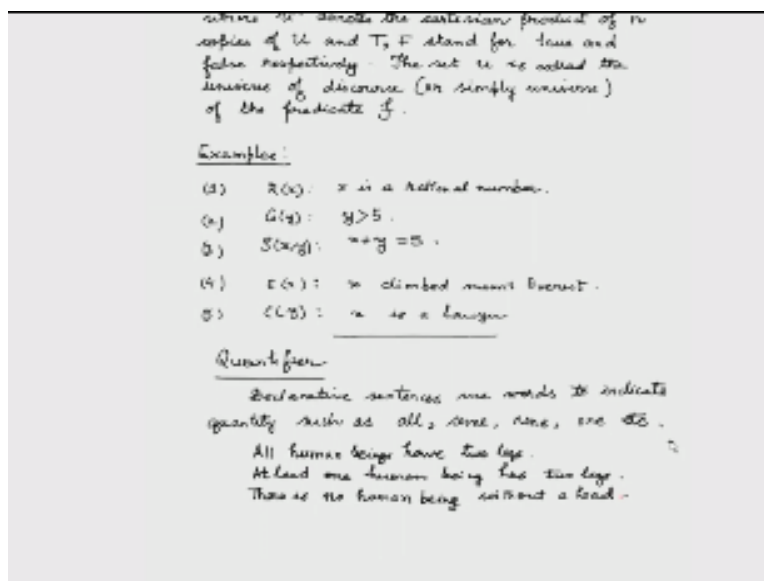 where Uⁿ denotes the cartesian product of n
copies of U and T, F stand for true and
false respectively. The set U is called the
universe of discourse (or simply universe)
of the predicate f.
Examples:
(1) R(x): x is a rational number.
(2) G(y): y>5.
(3) S(x,y): x+y=5.
(4) E(x): x climbed mount Everest.
(5) x is a lawyer
Quantifier
Declarative sentences use words to indicate
quantity such as all, some, none, one etc.
All human beings have two legs.
At least one human being has two legs.
There is no human being without a head.